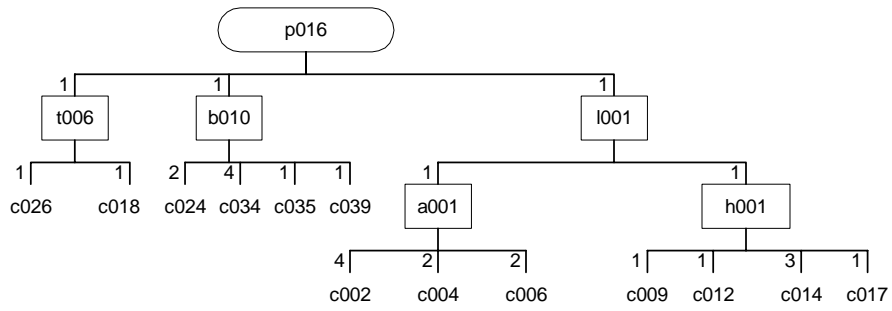 p016
1 1 1
t006 b010 l001
1 1 2 4 1 1 1 1
c026 c018 c024 c034 c035 c039 a001 h001
4 2 2 1 1 3 1
c002 c004 c006 c009 c012 c014 c017